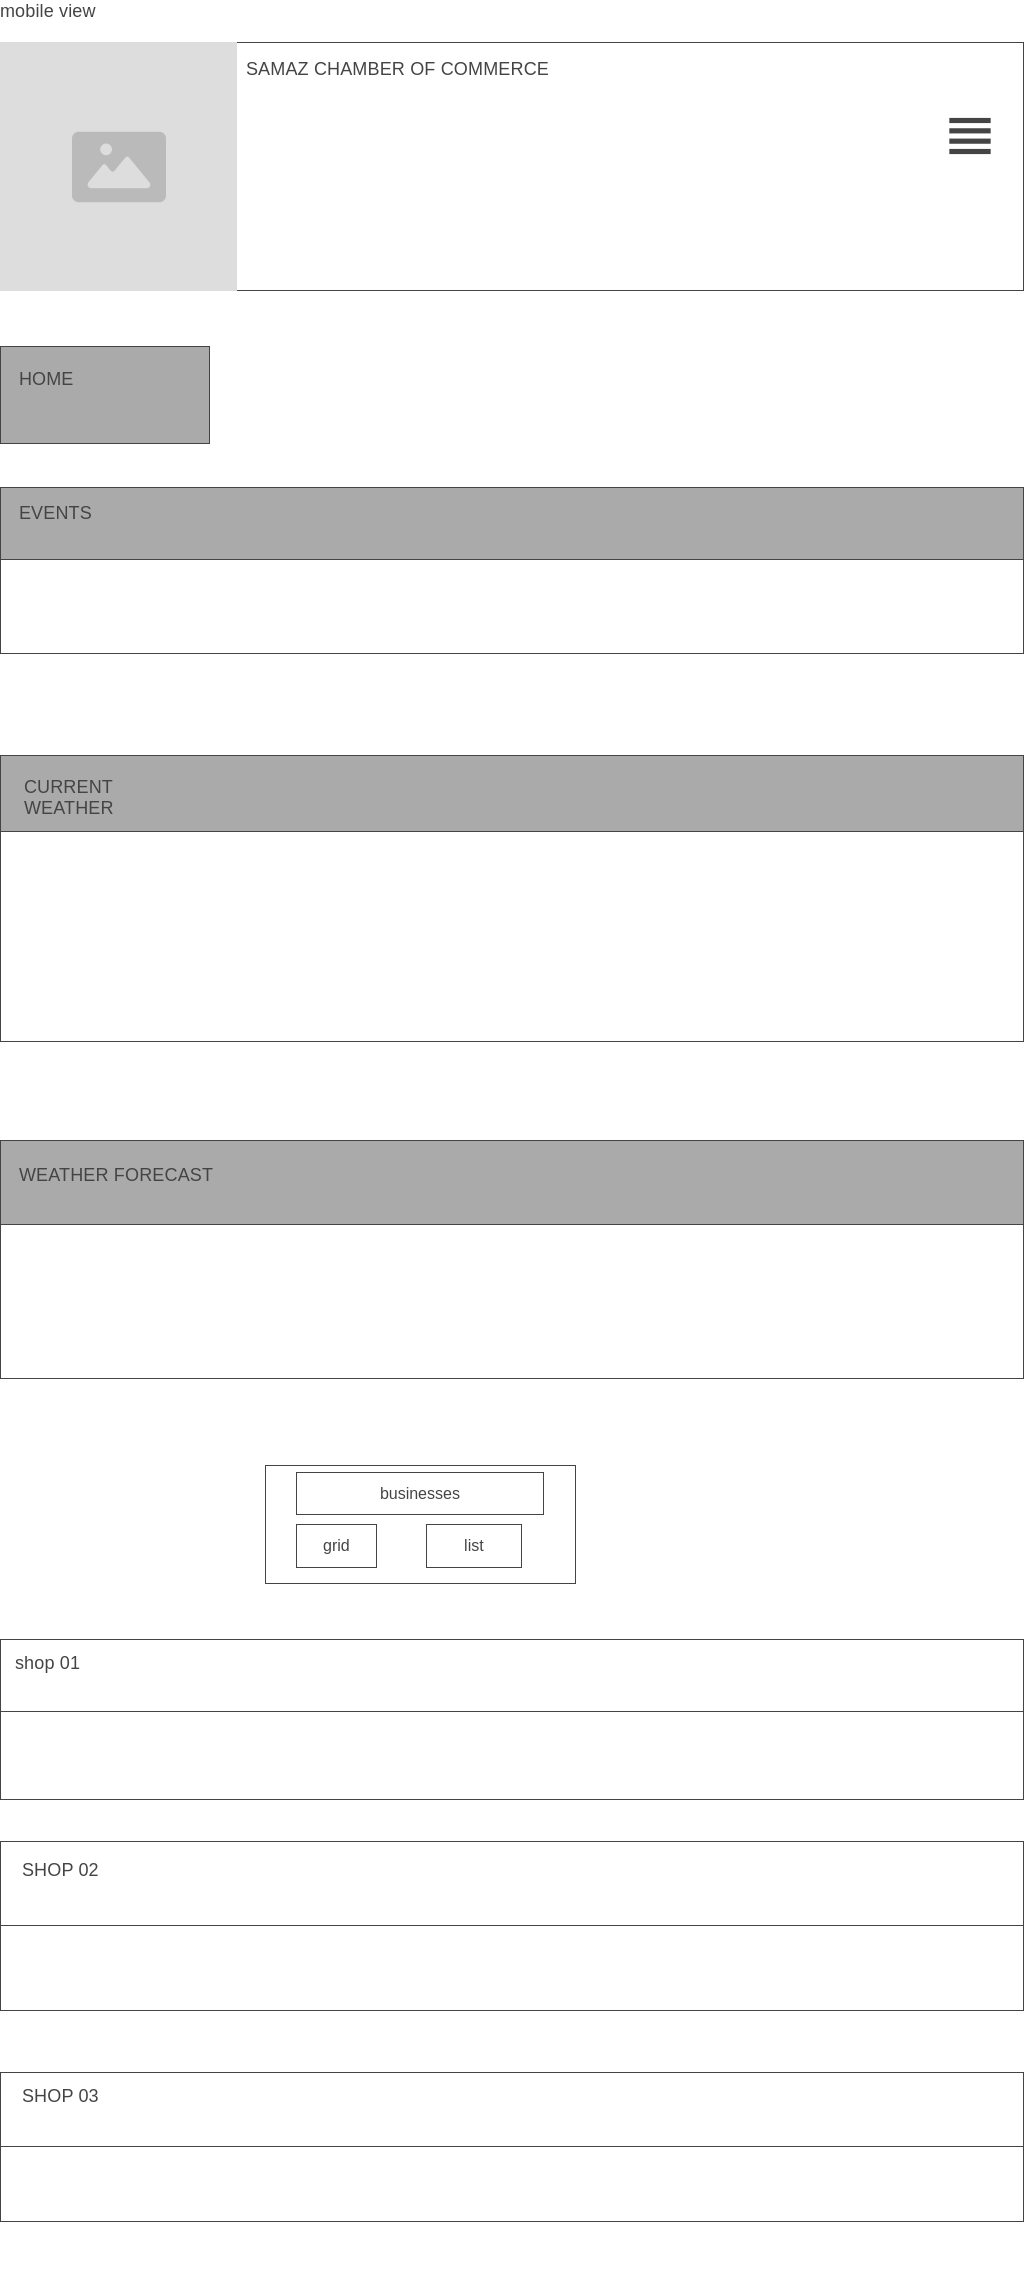 mobile view
SAMAZ CHAMBER OF COMMERCE
HOME
EVENTS
CURRENT
WEATHER
WEATHER FORECAST
businesses
grid
list
shop 01
SHOP 02
SHOP 03